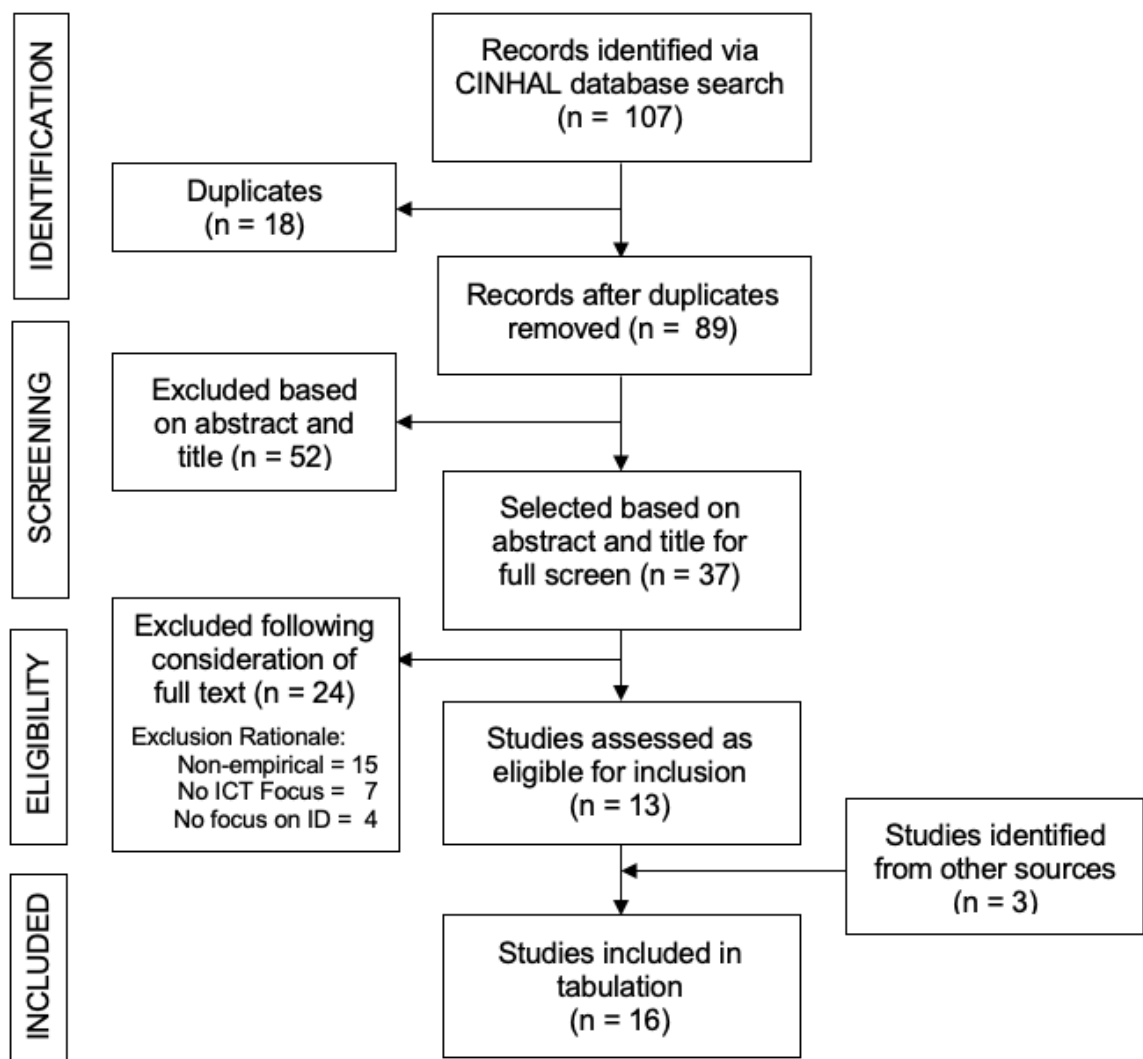 IDENTIFICATION
Records identified via
CINHAL database search
(n = 107)
Duplicates
(n = 18)
Records after duplicates
removed (n = 89)
SCREENING
Excluded based
on abstract and
title (n = 52)
Selected based on
abstract and title for
full screen (n = 37)
ELIGIBILITY
Excluded following
consideration of
full text (n = 24)
Exclusion Rationale:
Non-empirical = 15
No ICT Focus = 7
No focus on ID = 4
Studies assessed as
eligible for inclusion
(n = 13)
Studies identified
from other sources
(n = 3)
INCLUDED
Studies included in
tabulation
(n = 16)